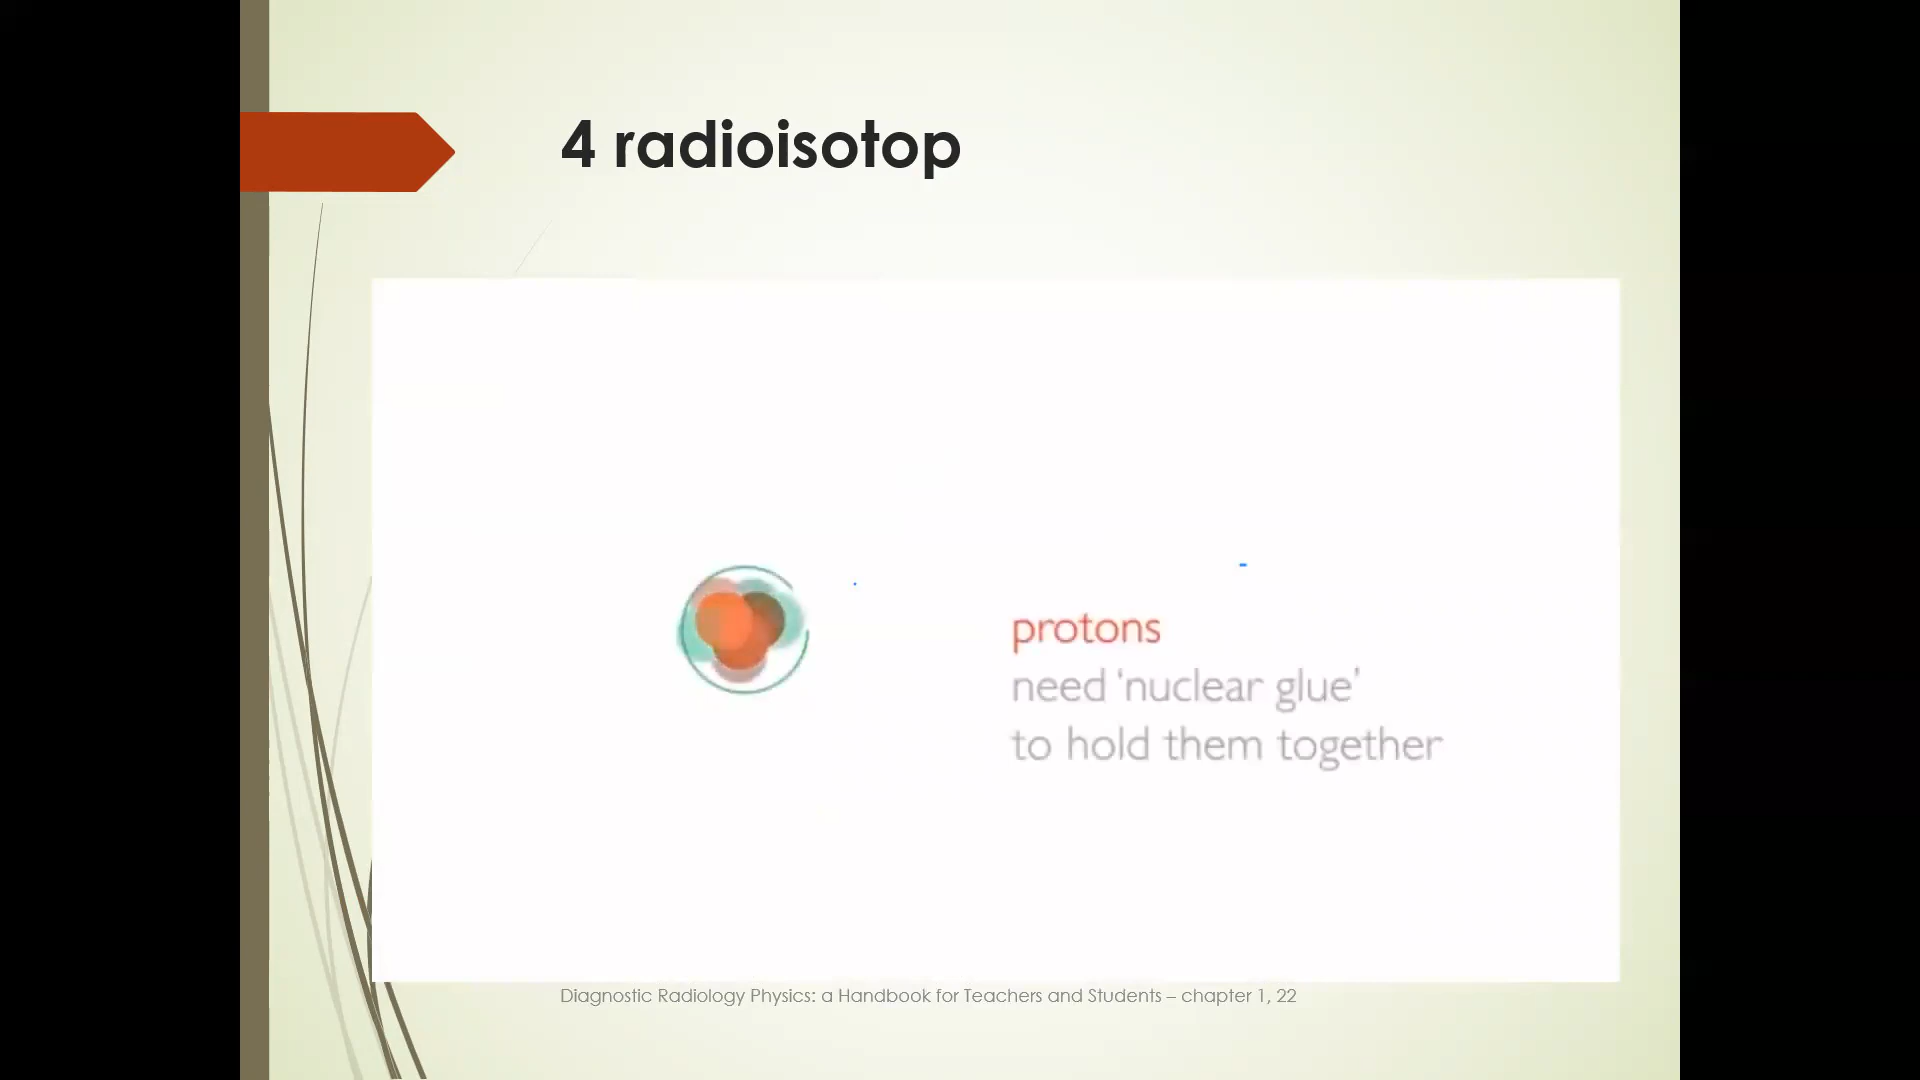 4 radioisotop
protons
need ‘nuclear glue’
to hold them together
Diagnostic Radiology Physics: a Handbook for Teachers and Students – chapter 1, 22